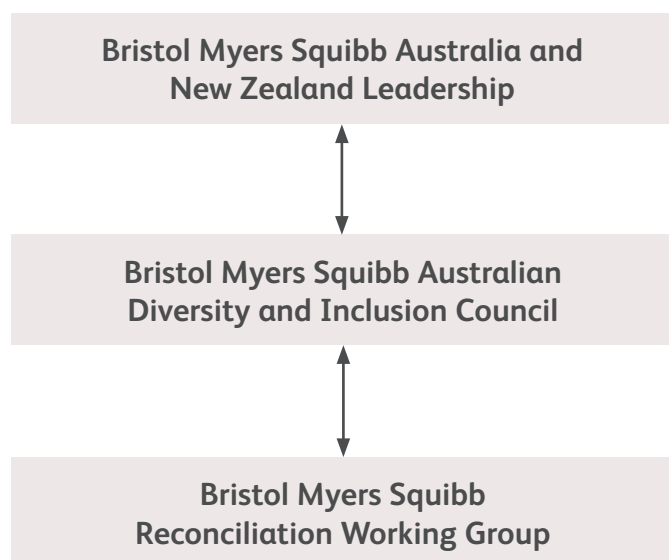 Bristol Myers Squibb Australia and
New Zealand Leadership
Bristol Myers Squibb Australian
Diversity and Inclusion Council
Bristol Myers Squibb
Reconciliation Working Group